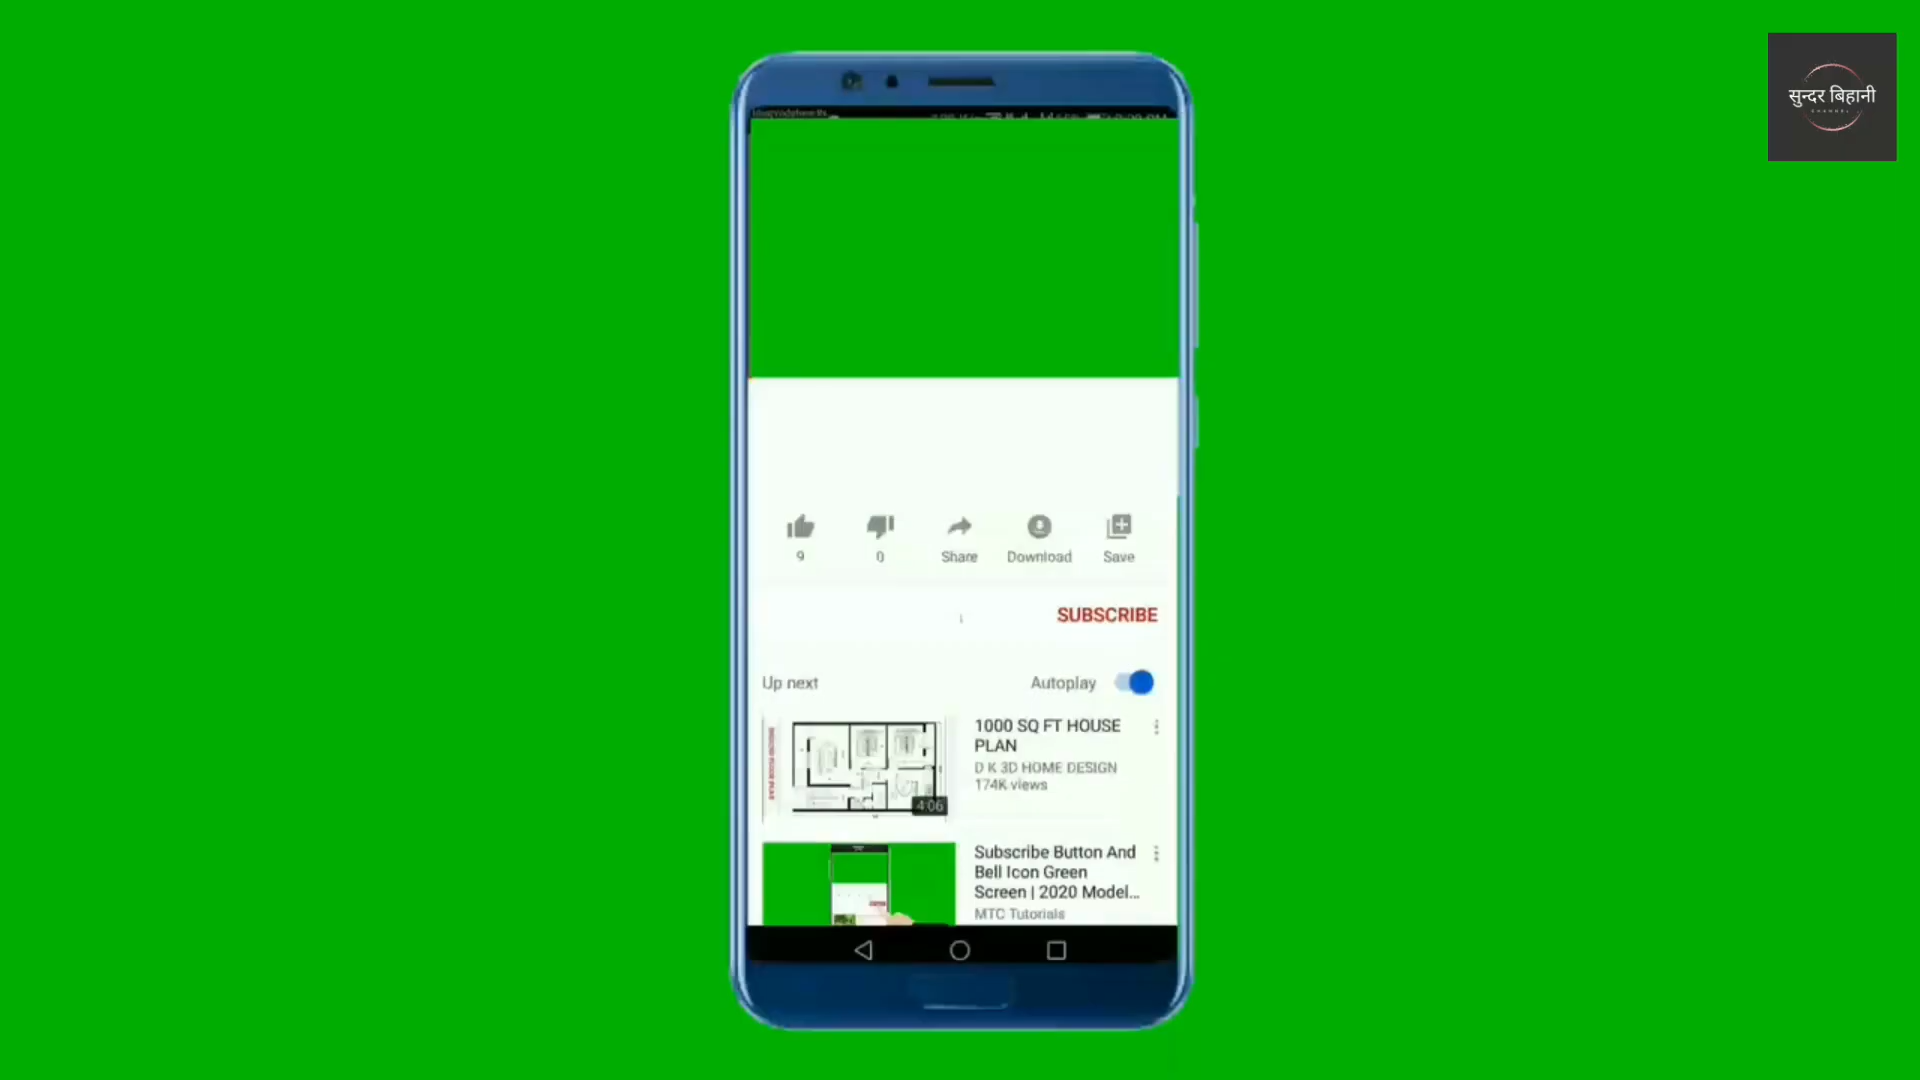 सुन्दर बिहानी
CHANNEL
9
0
Share
Download
Save
SUBSCRIBE
Up next
Autoplay
1000 SQ FT HOUSE
PLAN
D K 3D HOME DESIGN
174K views
4:06
Subscribe Button And
Bell Icon Green
Screen | 2020 Model...
MTC Tutorials